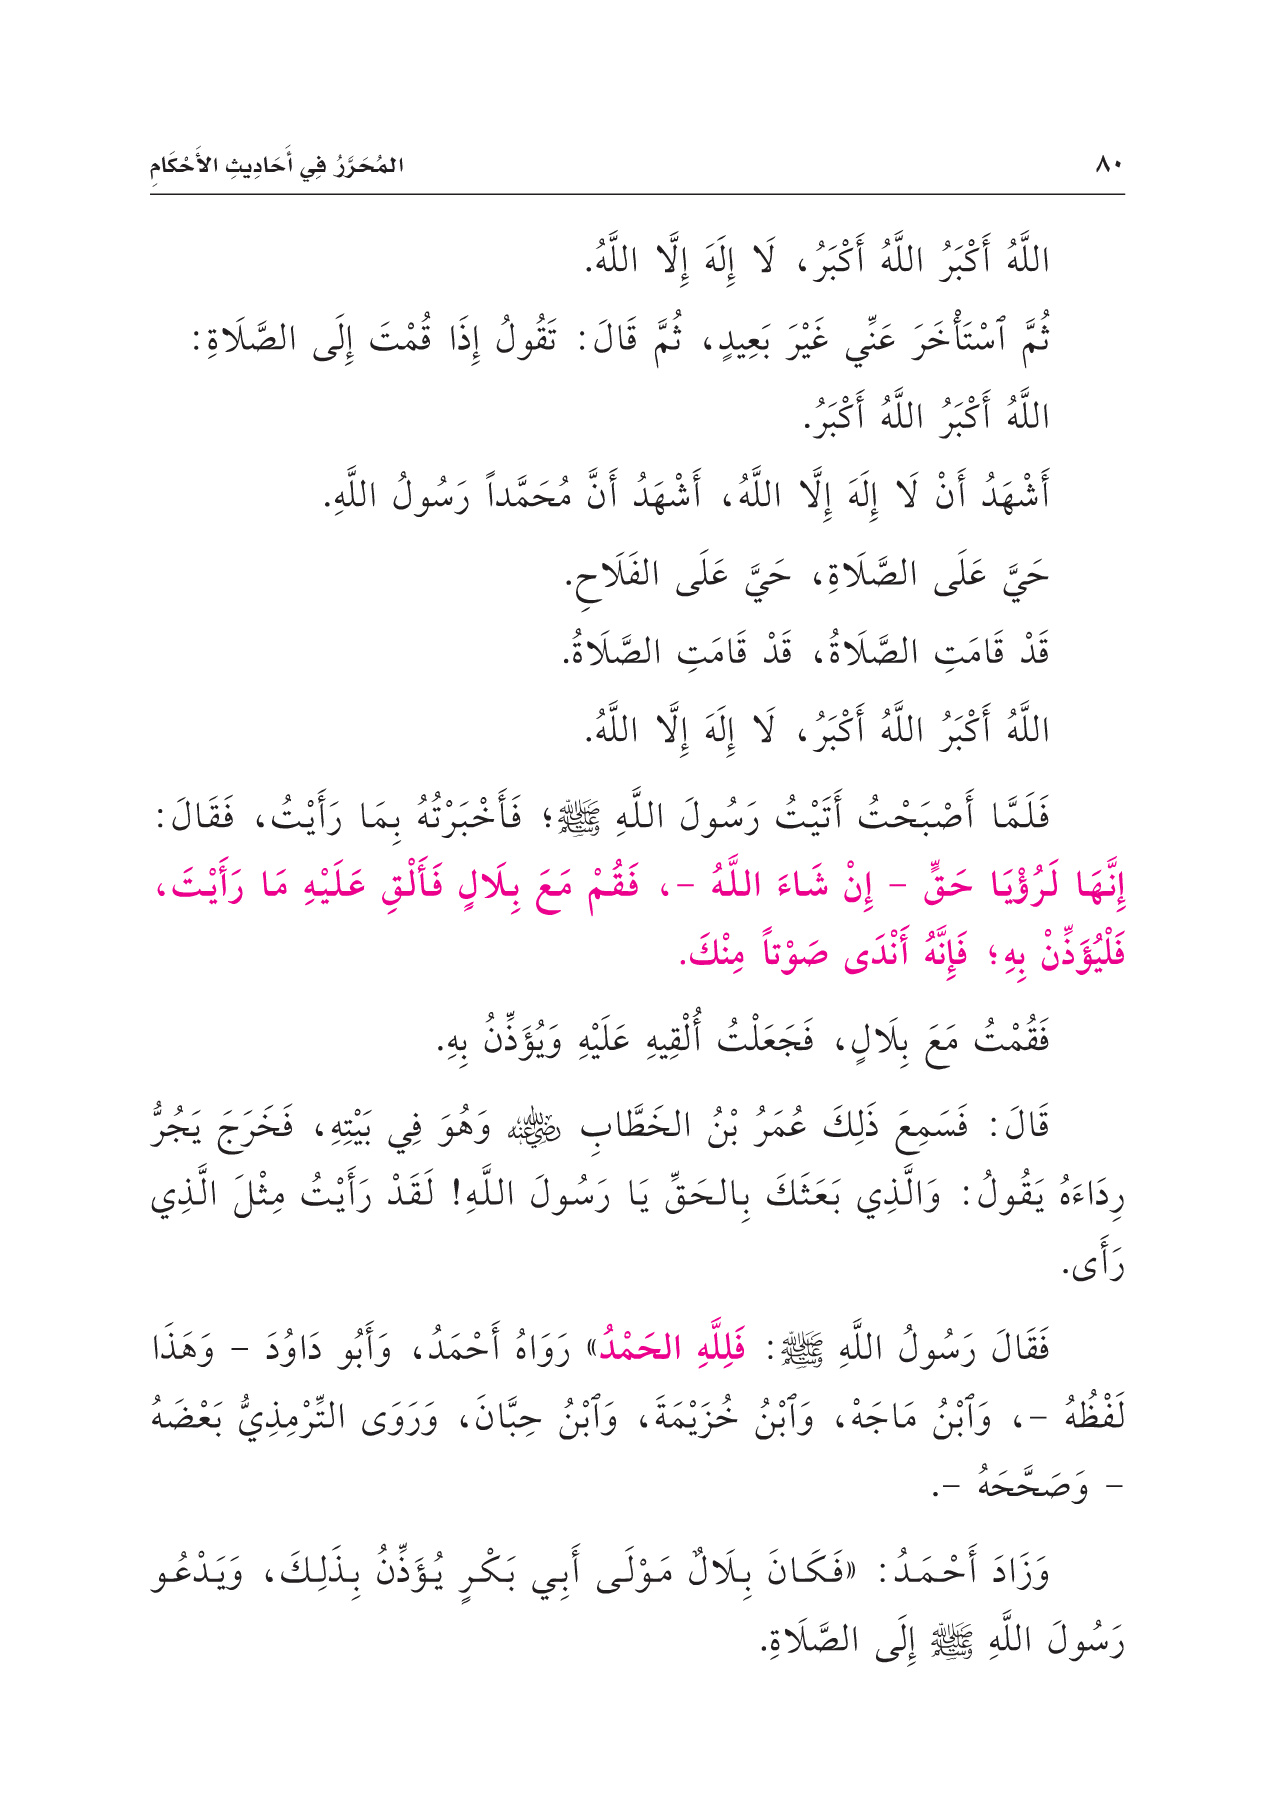 ٨٠ المُحَرَّرُ فِي أَحَادِيثِ الأَحْكَامِ
اللَّهُ أَكْبَرُ اللَّهُ أَكْبَرُ، لَا إِلَهَ إِلَّا اللَّهُ.
ثُمَّ ٱسْتَأْخَرَ عَنِّي غَيْرَ بَعِيدٍ، ثُمَّ قَالَ: تَقُولُ إِذَا قُمْتَ إِلَى الصَّلَاةِ:
اللَّهُ أَكْبَرُ اللَّهُ أَكْبَرُ.
أَشْهَدُ أَنْ لَا إِلَهَ إِلَّا اللَّهُ، أَشْهَدُ أَنَّ مُحَمَّداً رَسُولُ اللَّهِ.
حَيَّ عَلَى الصَّلَاةِ، حَيَّ عَلَى الفَلَاحِ.
قَدْ قَامَتِ الصَّلَاةُ، قَدْ قَامَتِ الصَّلَاةُ.
اللَّهُ أَكْبَرُ اللَّهُ أَكْبَرُ، لَا إِلَهَ إِلَّا اللَّهُ.
فَلَمَّا أَصْبَحْتُ أَتَيْتُ رَسُولَ اللَّهِ ﷺ؛ فَأَخْبَرْتُهُ بِمَا رَأَيْتُ، فَقَالَ:
إِنَّهَا لَرُؤْيَا حَقٍّ - إِنْ شَاءَ اللَّهُ -، فَقُمْ مَعَ بِلَالٍ فَأَلْقِ عَلَيْهِ مَا رَأَيْتَ،
فَلْيُؤَذِّنْ بِهِ؛ فَإِنَّهُ أَنْدَى صَوْتاً مِنْكَ.
فَقُمْتُ مَعَ بِلَالٍ، فَجَعَلْتُ أُلْقِيهِ عَلَيْهِ وَيُؤَذِّنُ بِهِ.
قَالَ: فَسَمِعَ ذَلِكَ عُمَرُ بْنُ الخَطَّابِ رضي الله عنه وَهُوَ فِي بَيْتِهِ، فَخَرَجَ يَجُرُّ
رِدَاءَهُ يَقُولُ: وَالَّذِي بَعَثَكَ بِالحَقِّ يَا رَسُولَ اللَّهِ! لَقَدْ رَأَيْتُ مِثْلَ الَّذِي
رَأَى.
فَقَالَ رَسُولُ اللَّهِ ﷺ: فَلِلَّهِ الحَمْدُ» رَوَاهُ أَحْمَدُ، وَأَبُو دَاوُدَ - وَهَذَا
لَفْظُهُ -، وَٱبْنُ مَاجَهْ، وَٱبْنُ خُزَيْمَةَ، وَٱبْنُ حِبَّانَ، وَرَوَى التِّرْمِذِيُّ بَعْضَهُ
- وَصَحَّحَهُ -.
وَزَادَ أَحْمَدُ: «فَكَانَ بِلَالٌ مَوْلَى أَبِي بَكْرٍ يُؤَذِّنُ بِذَلِكَ، وَيَدْعُو
رَسُولَ اللَّهِ ﷺ إِلَى الصَّلَاةِ.